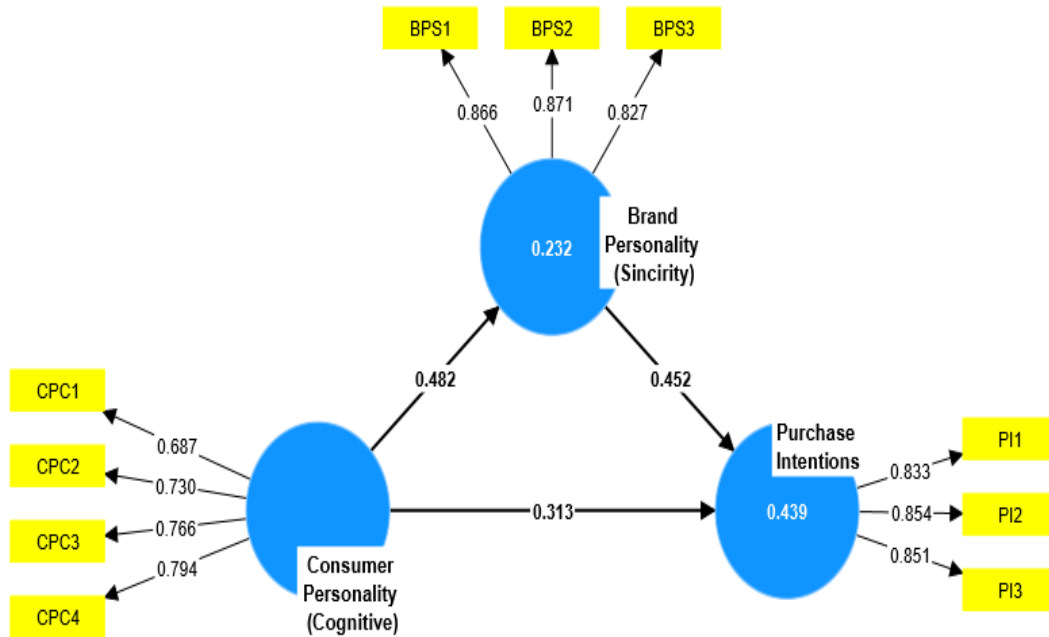 BPS1
BPS2
BPS3
0.866
0.871
0.827
Brand
Personality
(Sincirity)
0.232
0.482
0.452
CPC1
CPC2
CPC3
CPC4
0.687
0.730
0.766
0.794
Consumer
Personality
(Cognitive)
0.313
Purchase
Intentions
0.439
0.833
0.854
0.851
PI1
PI2
PI3